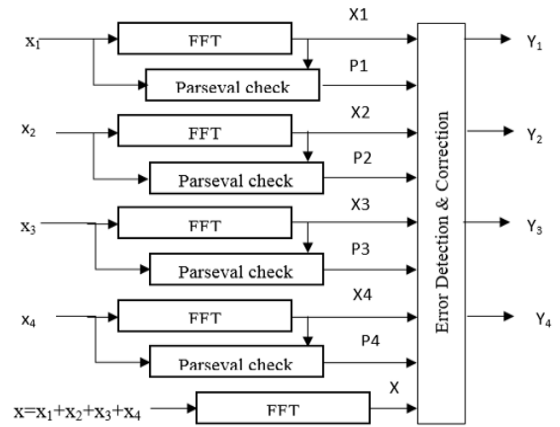 X1
x₁ FFT Y₁
P1
Parseval check
X2
x₂ FFT Y₂
P2
Parseval check
X3
x₃ FFT Y₃
P3
Parseval check
X4
x₄ FFT Y₄
P4
Parseval check
X
x=x₁+x₂+x₃+x₄ FFT
Error Detection & Correction